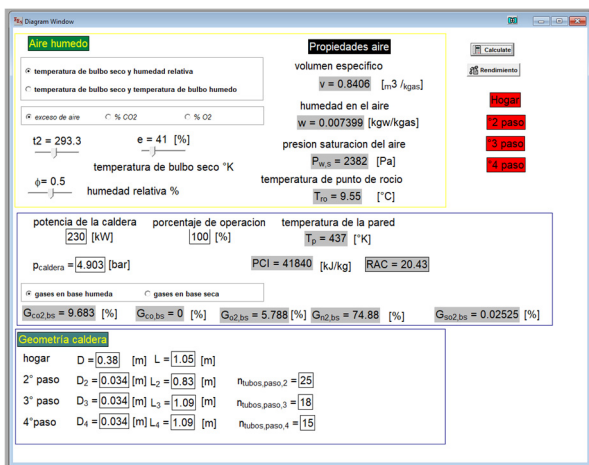 Diagram Window
Aire humedo
temperatura de bulbo seco y humedad relativa
temperatura de bulbo seco y temperatura de bulbo humedo
exceso de aire % CO2 % O2
t2 = 293.3 e = 41 [%]
temperatura de bulbo seco °K
ϕ= 0.5 humedad relativa %
Propiedades aire
volumen especifico
v = 0.8406 [m3 /kgas]
humedad en el aire
w = 0.007399 [kgw/kgas]
presion saturacion del aire
Pw,s = 2382 [Pa]
temperatura de punto de rocio
Tro = 9.55 [°C]
Calculate
Rendimiento
Hogar
°2 paso
°3 paso
°4 paso
potencia de la caldera porcentaje de operacion temperatura de la pared
230 [kW] 100 [%] Tp = 437 [°K]
pcaldera = 4.903 [bar] PCI = 41840 [kJ/kg] RAC = 20.43
gases en base humeda gases en base seca
Gco2,bs = 9.683 [%] Gco,bs = 0 [%] Go2,bs = 5.788 [%] Gn2,bs = 74.88 [%] Gso2,bs = 0.02525 [%]
Geometría caldera
hogar D = 0.38 [m] L = 1.05 [m]
2° paso D2 = 0.034 [m] L2 = 0.83 [m] ntubos,paso,2 = 25
3° paso D3 = 0.034 [m] L3 = 1.09 [m] ntubos,paso,3 = 18
4°paso D4 = 0.034 [m] L4 = 1.09 [m] ntubos,paso,4 = 15